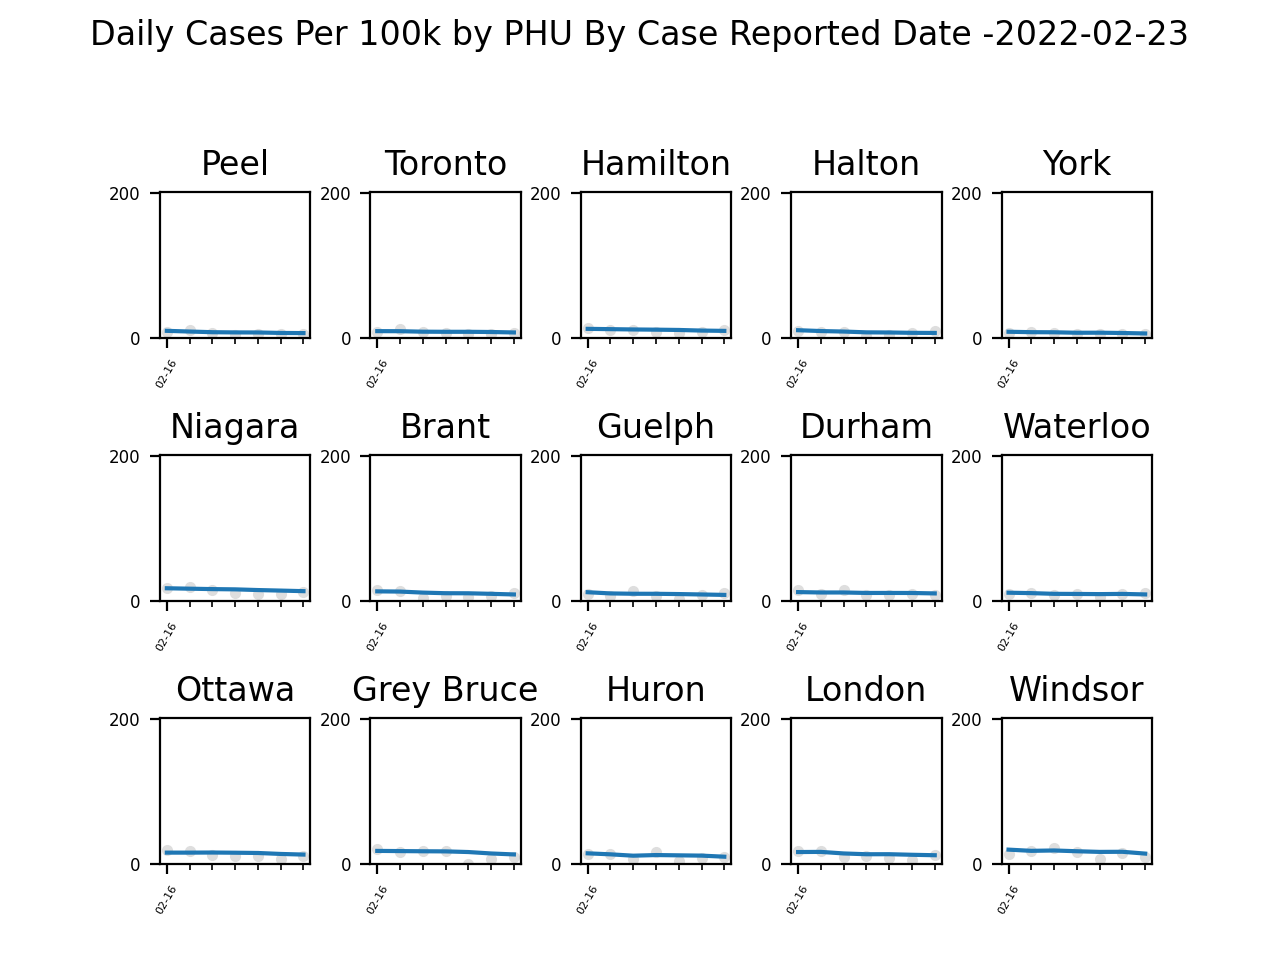 Daily Cases Per 100k by PHU By Case Reported Date -2022-02-23
Peel Toronto Hamilton Halton York
200 200 200 200 200
0 0 0 0 0
02-16 02-16 02-16 02-16 02-16
Niagara Brant Guelph Durham Waterloo
200 200 200 200 200
0 0 0 0 0
02-16 02-16 02-16 02-16 02-16
Ottawa Grey Bruce Huron London Windsor
200 200 200 200 200
0 0 0 0 0
02-16 02-16 02-16 02-16 02-16